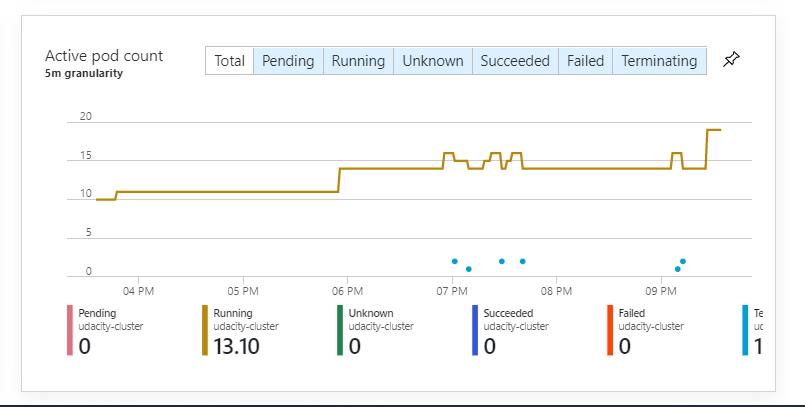 Active pod count
5m granularity
Total Pending Running Unknown Succeeded Failed Terminating
20
15
10
5
0
04 PM 05 PM 06 PM 07 PM 08 PM 09 PM
Pending Running Unknown Succeeded Failed Te
udacity-cluster udacity-cluster udacity-cluster udacity-cluster udacity-cluster uc
0 13.10 0 0 0 1